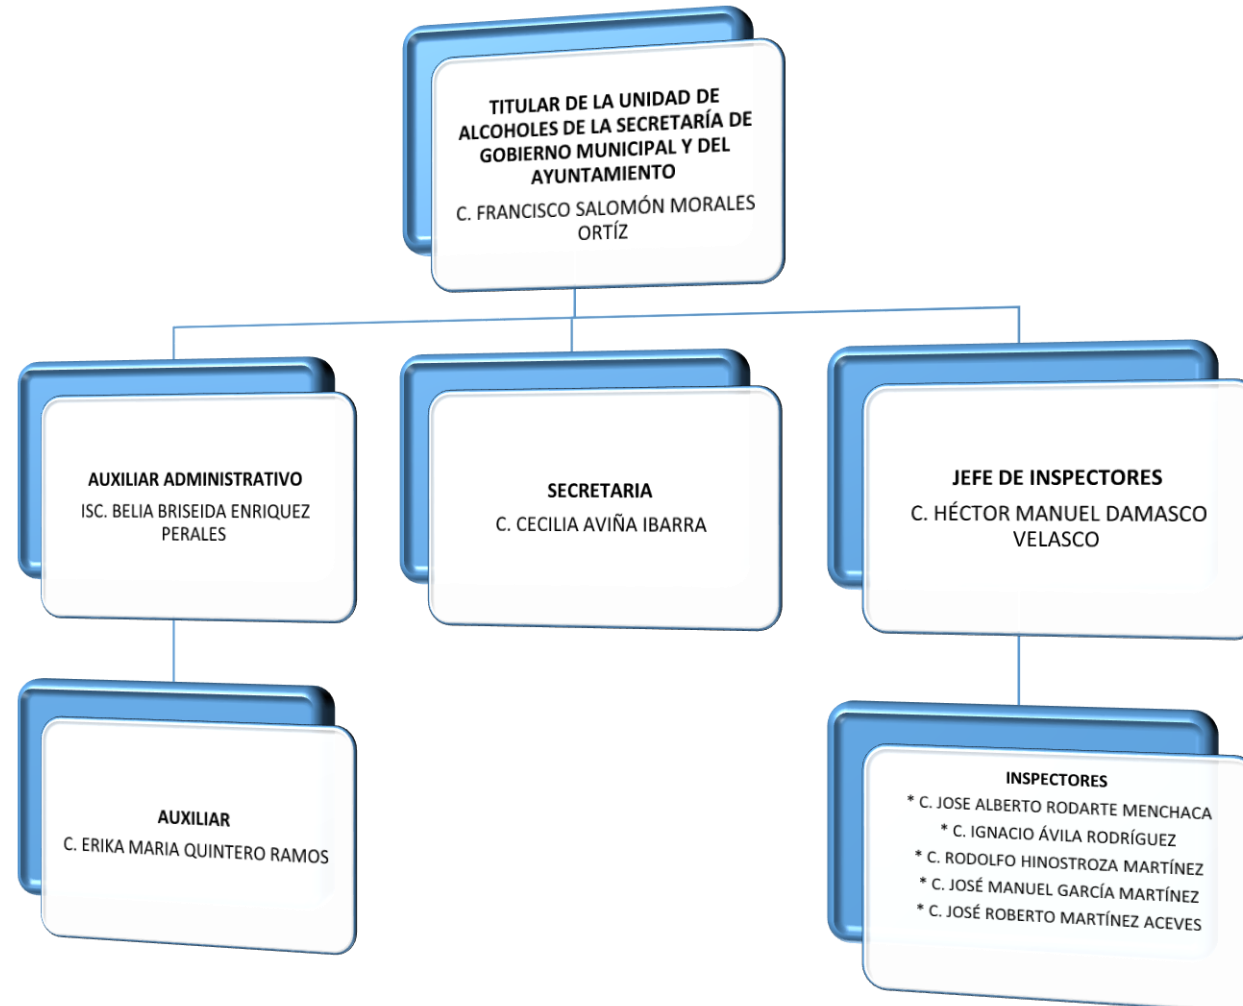 TITULAR DE LA UNIDAD DE
ALCOHOLES DE LA SECRETARÍA DE
GOBIERNO MUNICIPAL Y DEL
AYUNTAMIENTO
C. FRANCISCO SALOMÓN MORALES
ORTÍZ
AUXILIAR ADMINISTRATIVO
ISC. BELIA BRISEIDA ENRIQUEZ
PERALES
SECRETARIA
C. CECILIA AVIÑA IBARRA
JEFE DE INSPECTORES
C. HÉCTOR MANUEL DAMASCO
VELASCO
AUXILIAR
C. ERIKA MARIA QUINTERO RAMOS
INSPECTORES
* C. JOSE ALBERTO RODARTE MENCHACA
* C. IGNACIO ÁVILA RODRÍGUEZ
* C. RODOLFO HINOSTROZA MARTÍNEZ
* C. JOSÉ MANUEL GARCÍA MARTÍNEZ
* C. JOSÉ ROBERTO MARTÍNEZ ACEVES